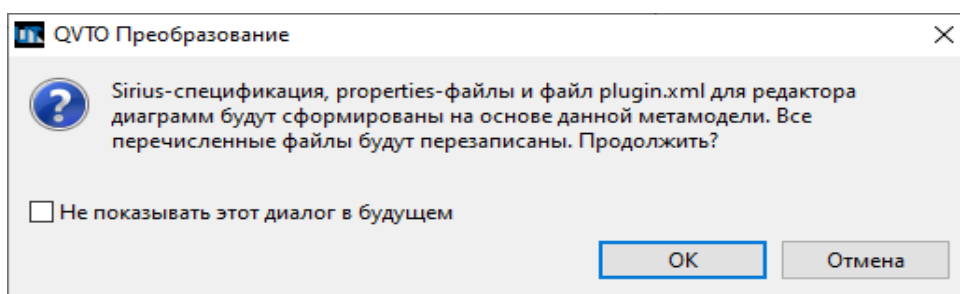 QVTO Преобразование
Sirius-спецификация, properties-файлы и файл plugin.xml для редактора
диаграмм будут сформированы на основе данной метамодели. Все
перечисленные файлы будут перезаписаны. Продолжить?
Не показывать этот диалог в будущем
OK Отмена